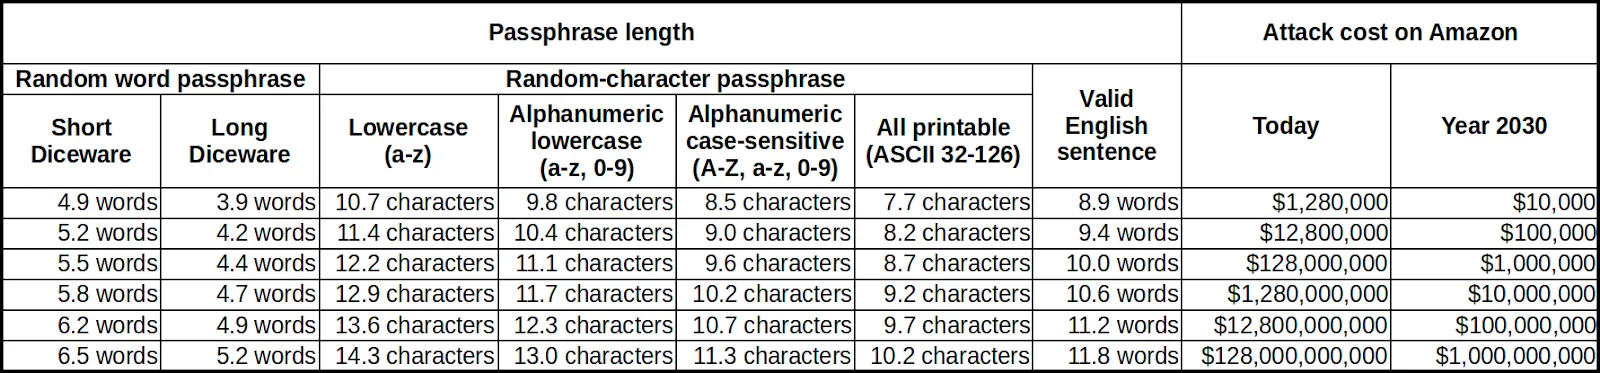 Passphrase length Attack cost on Amazon
Random word passphrase Random-character passphrase Valid English sentence Today Year 2030
Short Diceware Long Diceware Lowercase (a-z) Alphanumeric lowercase (a-z, 0-9) Alphanumeric case-sensitive (A-Z, a-z, 0-9) All printable (ASCII 32-126)
4.9 words 3.9 words 10.7 characters 9.8 characters 8.5 characters 7.7 characters 8.9 words $1,280,000 $10,000
5.2 words 4.2 words 11.4 characters 10.4 characters 9.0 characters 8.2 characters 9.4 words $12,800,000 $100,000
5.5 words 4.4 words 12.2 characters 11.1 characters 9.6 characters 8.7 characters 10.0 words $128,000,000 $1,000,000
5.8 words 4.7 words 12.9 characters 11.7 characters 10.2 characters 9.2 characters 10.6 words $1,280,000,000 $10,000,000
6.2 words 4.9 words 13.6 characters 12.3 characters 10.7 characters 9.7 characters 11.2 words $12,800,000,000 $100,000,000
6.5 words 5.2 words 14.3 characters 13.0 characters 11.3 characters 10.2 characters 11.8 words $128,000,000,000 $1,000,000,000